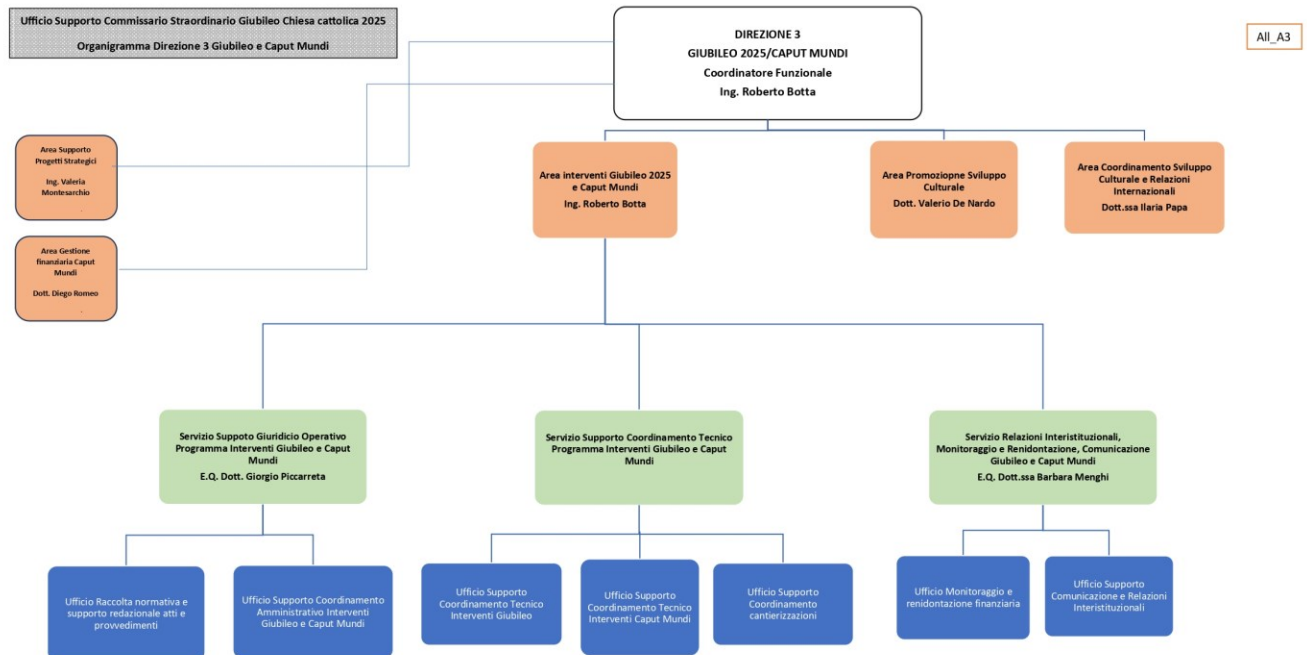 Ufficio Supporto Commissario Straordinario Giubileo Chiesa cattolica 2025
Organigramma Direzione 3 Giubileo e Caput Mundi
DIREZIONE 3
GIUBILEO 2025/CAPUT MUNDI
Coordinatore Funzionale
Ing. Roberto Botta
All_A3
Area Supporto
Progetti Strategici
Ing. Valeria
Montesarchio
Area Gestione
finanziaria Caput
Mundi
Dott. Diego Romeo
Area interventi Giubileo 2025
e Caput Mundi
Ing. Roberto Botta
Area Promoziopne Sviluppo
Culturale
Dott. Valerio De Nardo
Area Coordinamento Sviluppo
Culturale e Relazioni
Internazionali
Dott.ssa Ilaria Papa
Servizio Suppoto Giuridicio Operativo
Programma Interventi Giubileo e Caput
Mundi
E.Q. Dott. Giorgio Piccarreta
Servizio Supporto Coordinamento Tecnico
Programma Interventi Giubileo e Caput
Mundi
Servizio Relazioni Interistituzionali,
Monitoraggio e Renidontazione, Comunicazione
Giubileo e Caput Mundi
E.Q. Dott.ssa Barbara Menghi
Ufficio Raccolta normativa e
supporto redazionale atti e
provvedimenti
Ufficio Supporto Coordinamento
Amministrativo Interventi
Giubileo e Caput Mundi
Ufficio Supporto
Coordinamento Tecnico
Interventi Giubileo
Ufficio Supporto
Coordinamento Tecnico
Interventi Caput Mundi
Ufficio Supporto
Coordinamento
cantierizzazioni
Ufficio Monitoraggio e
renidontazione finanziaria
Ufficio Supporto
Comunicazione e Relazioni
Interistituzionali